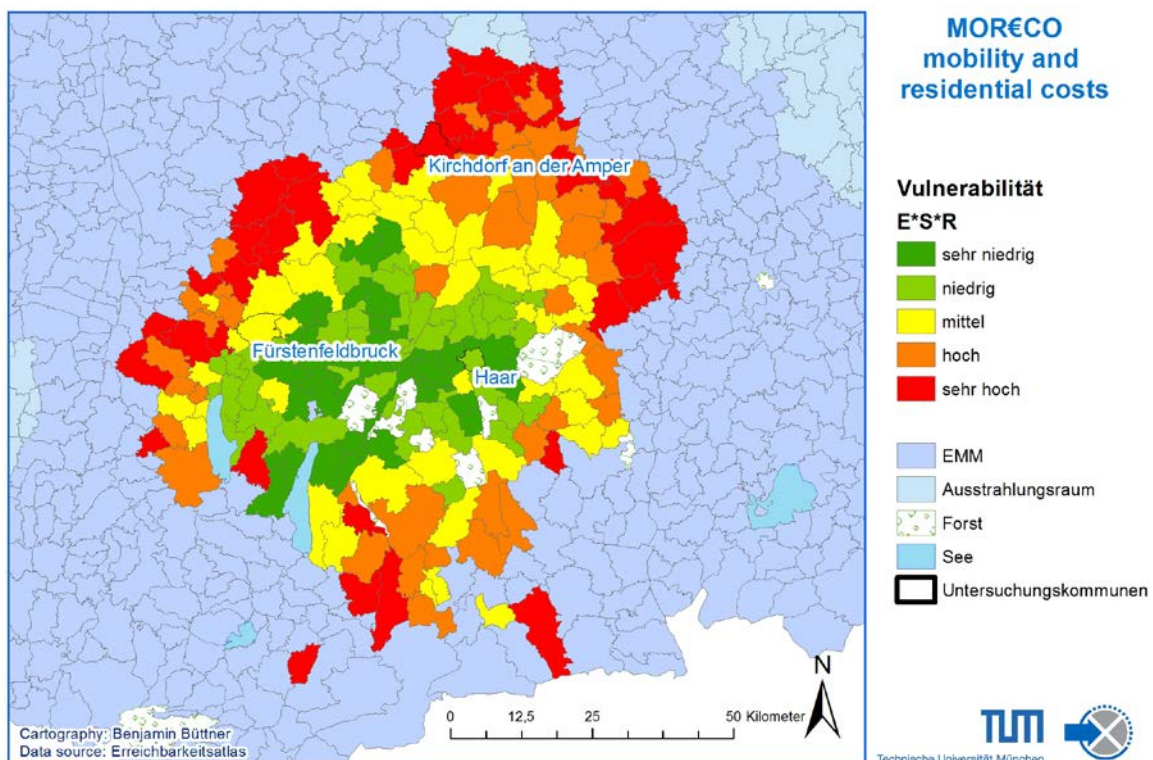 MOR€CO
mobility and
residential costs
Kirchdorf an der Amper
Fürstenfeldbruck
Haar
Vulnerabilität
E*S*R
sehr niedrig
niedrig
mittel
hoch
sehr hoch
EMM
Ausstrahlungsraum
Forst
See
Untersuchungskommunen
N
0 12,5 25 50 Kilometer
Cartography: Benjamin Büttner
Data source: Erreichbarkeitsatlas
TUM
Technische Universität München